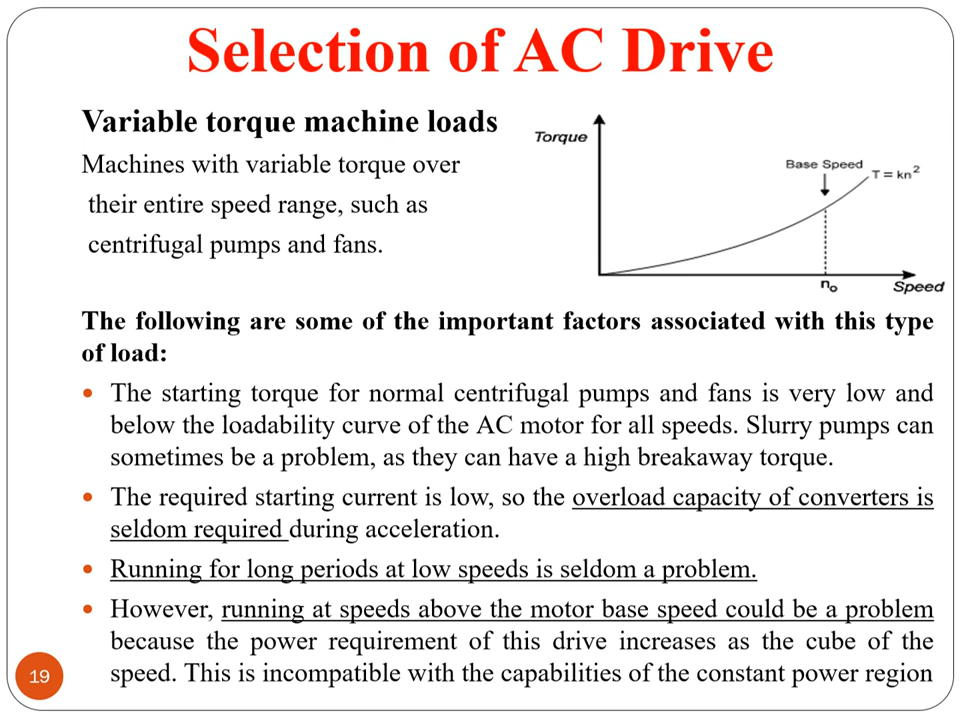 Selection of AC Drive
Variable torque machine loads
Machines with variable torque over
their entire speed range, such as
centrifugal pumps and fans.
Torque
Base Speed
T = kn²
n₀
Speed
The following are some of the important factors associated with this type
of load:
• The starting torque for normal centrifugal pumps and fans is very low and
below the loadability curve of the AC motor for all speeds. Slurry pumps can
sometimes be a problem, as they can have a high breakaway torque.
• The required starting current is low, so the overload capacity of converters is
seldom required during acceleration.
• Running for long periods at low speeds is seldom a problem.
• However, running at speeds above the motor base speed could be a problem
because the power requirement of this drive increases as the cube of the
speed. This is incompatible with the capabilities of the constant power region
19